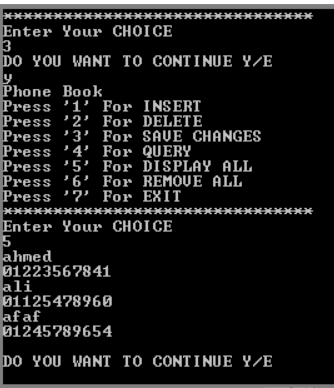 ********************************
Enter Your CHOICE
3
DO YOU WANT TO CONTINUE Y/E
y
Phone Book
Press '1' For INSERT
Press '2' For DELETE
Press '3' For SAVE CHANGES
Press '4' For QUERY
Press '5' For DISPLAY ALL
Press '6' For REMOVE ALL
Press '7' For EXIT
********************************
Enter Your CHOICE
5
ahmed
01223567841
ali
01125478960
afaf
01245789654
DO YOU WANT TO CONTINUE Y/E